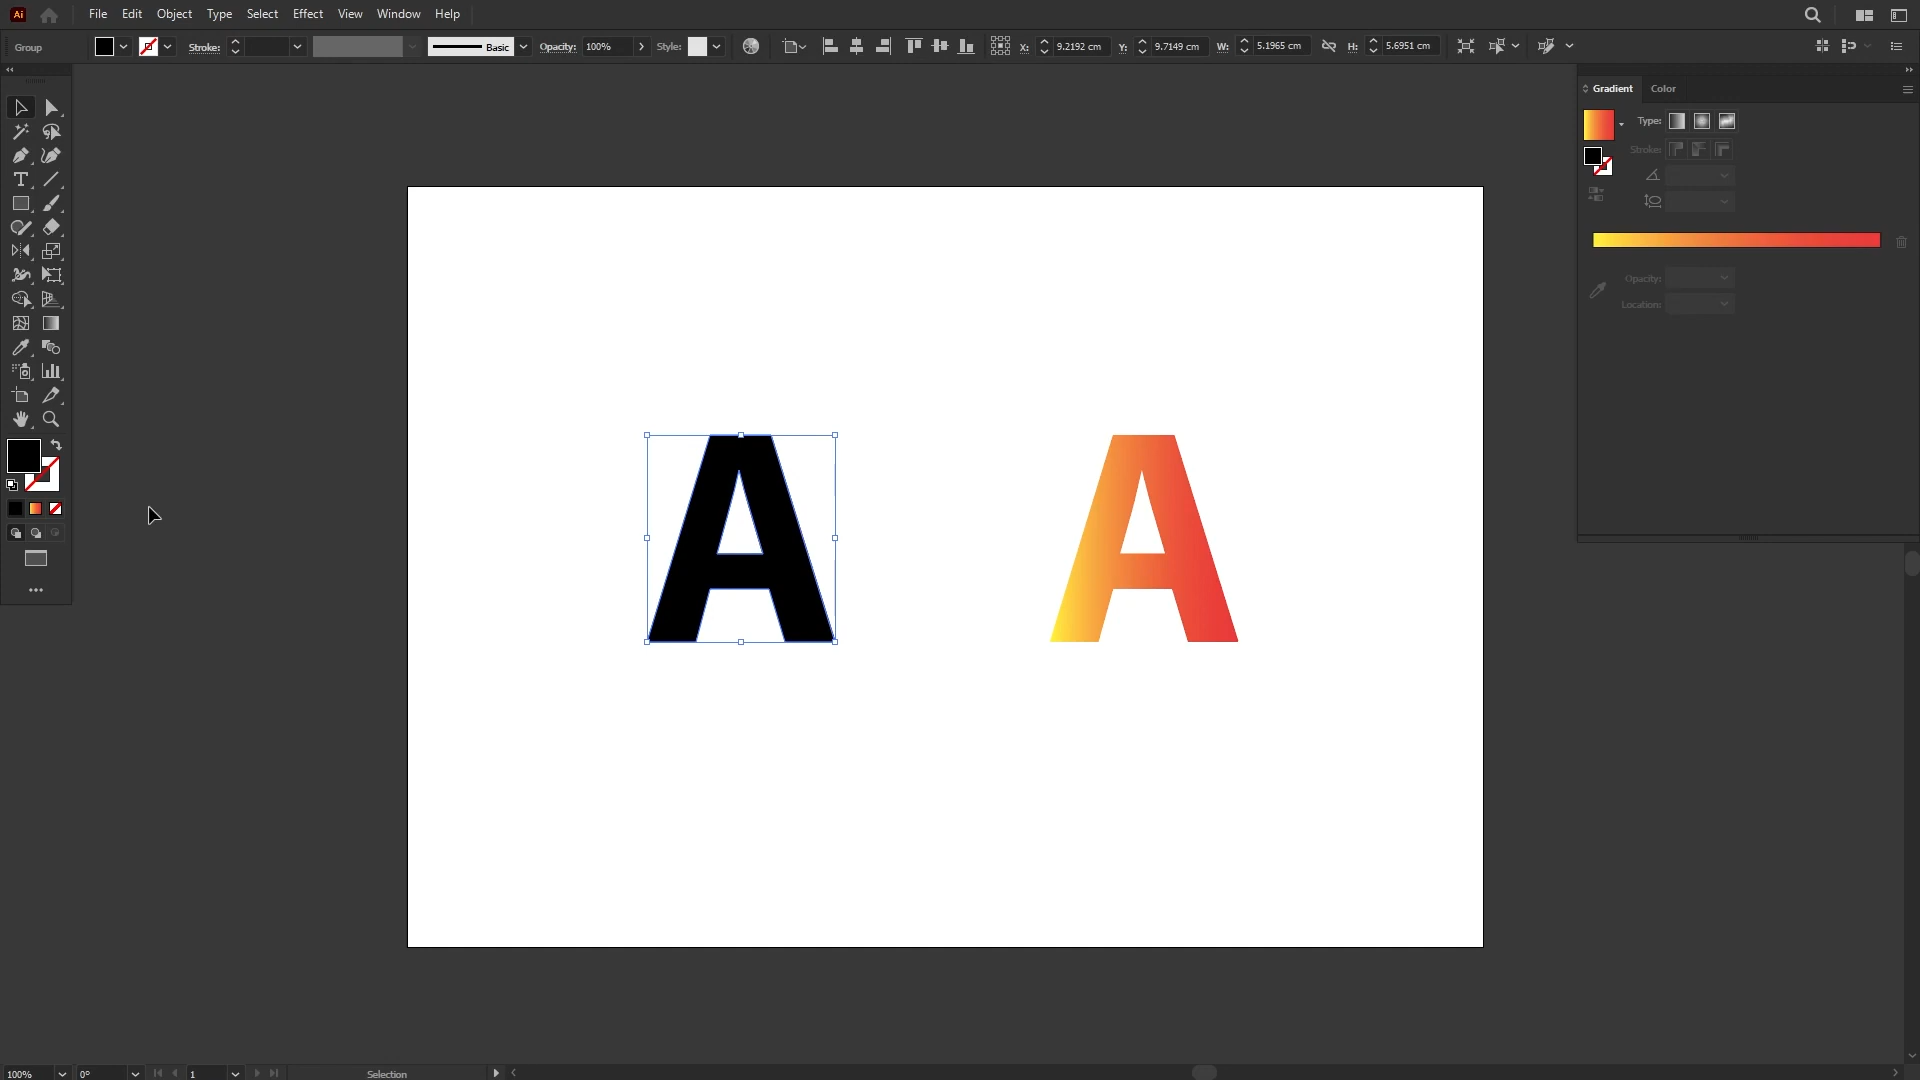 Ai File Edit Object Type Select Effect View Window Help
Group Stroke: Basic Opacity: 100% Style: X: 9.2192 cm Y: 9.7149 cm W: 5.1965 cm H: 5.6951 cm
Gradient Color
Type:
Stroke:
Opacity:
Location:
A A
100% 0° 1 Selection